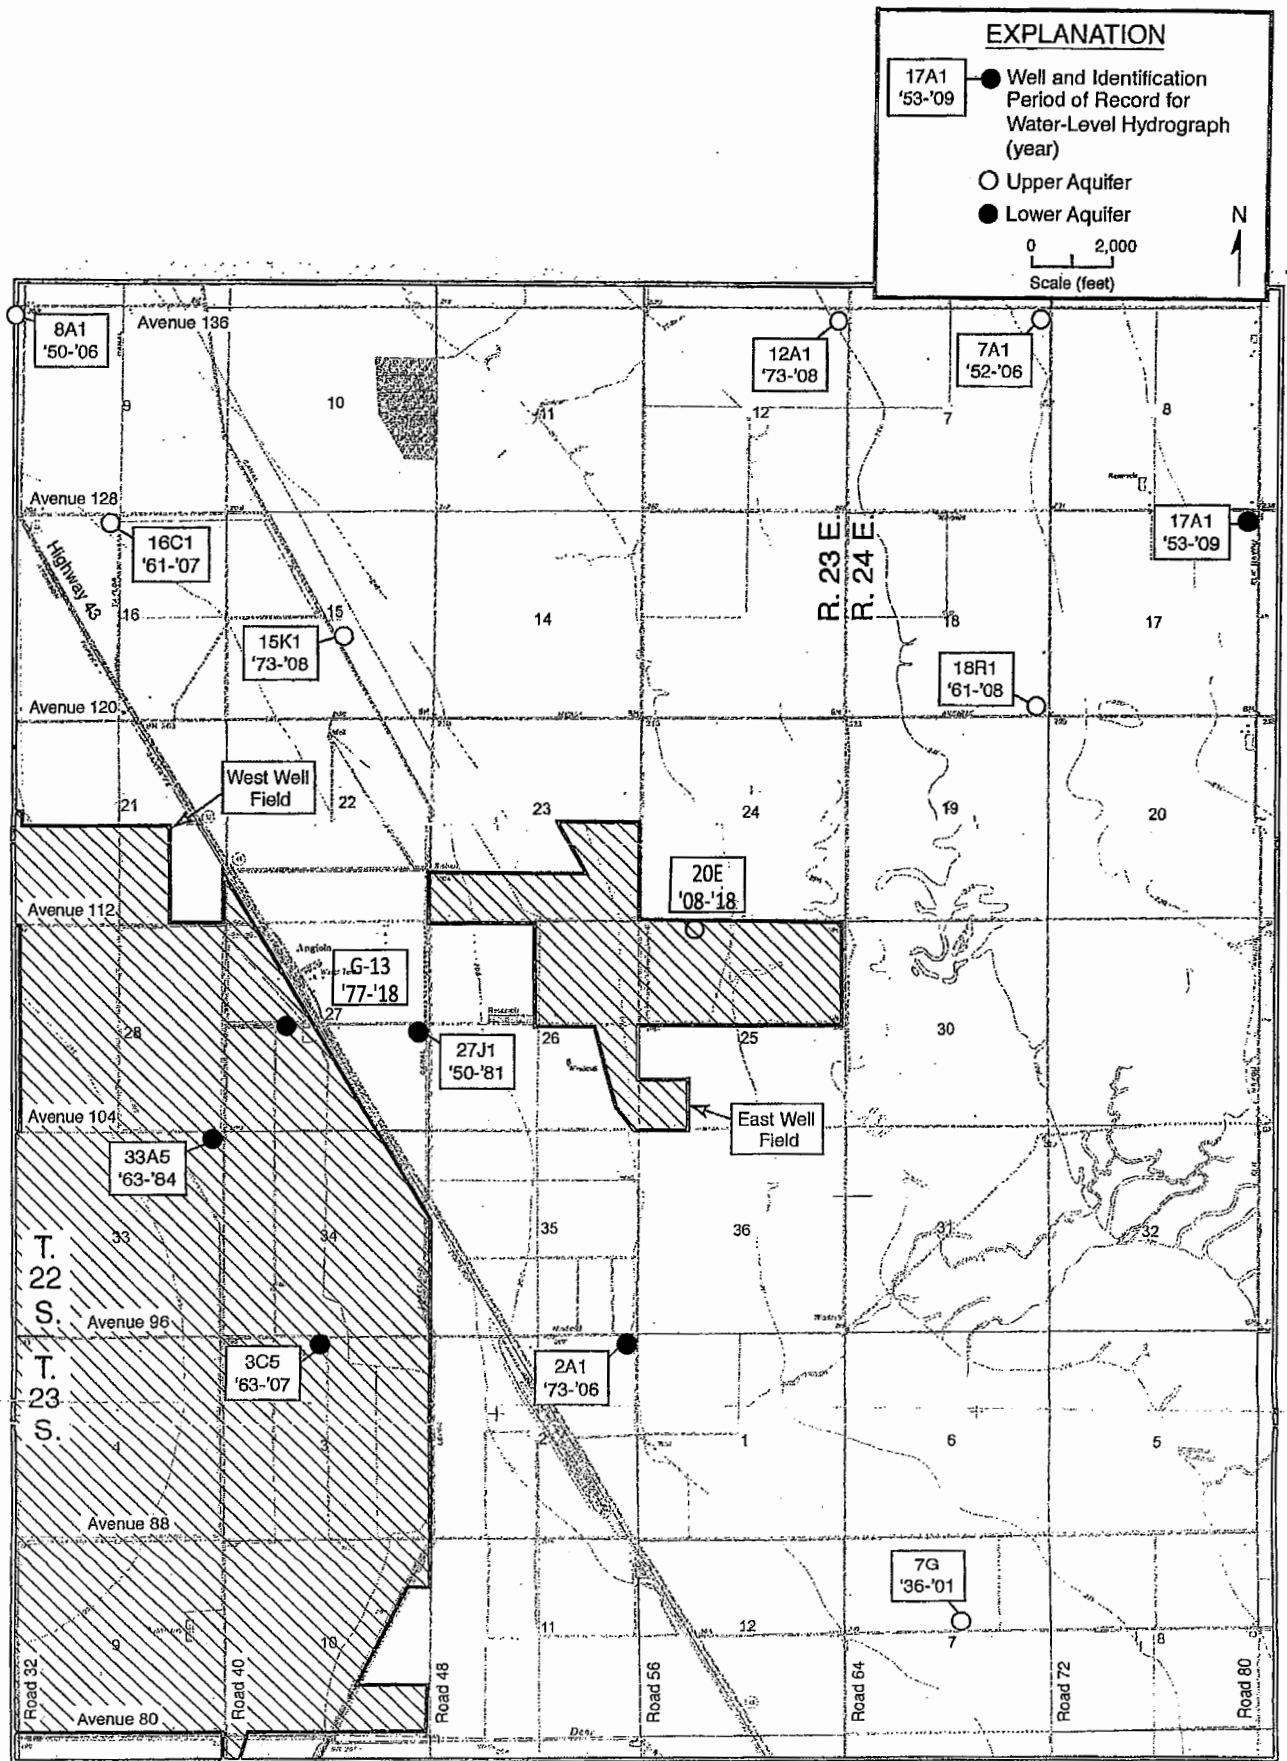 EXPLANATION
17A1
'53-'09
Well and Identification
Period of Record for
Water-Level Hydrograph
(year)
Upper Aquifer
Lower Aquifer
N
0 2,000
Scale (feet)
8A1
'50-'06
Avenue 136
12A1
'73-'08
7A1
'52-'06
9
10
11
12
7
8
Avenue 128
16C1
'61-'07
17A1
'53-'09
Highway 43
R. 23 E.
R. 24 E.
16
15
14
18
17
15K1
'73-'08
18R1
'61-'08
Avenue 120
West Well
Field
21
22
23
24
19
20
20E
'08-'18
Avenue 112
Angiola
G-13
'77-'18
28
27
26
25
30
27J1
'50-'81
Avenue 104
East Well
Field
33A5
'63-'84
33
34
35
36
31
32
T.
22
S.
Avenue 96
T.
23
S.
3C5
'63-'07
2A1
'73-'06
4
3
2
1
6
5
Avenue 88
7G
'36-'01
9
10
11
12
7
8
Road 32
Road 40
Road 48
Road 56
Road 64
Road 72
Road 80
Avenue 80